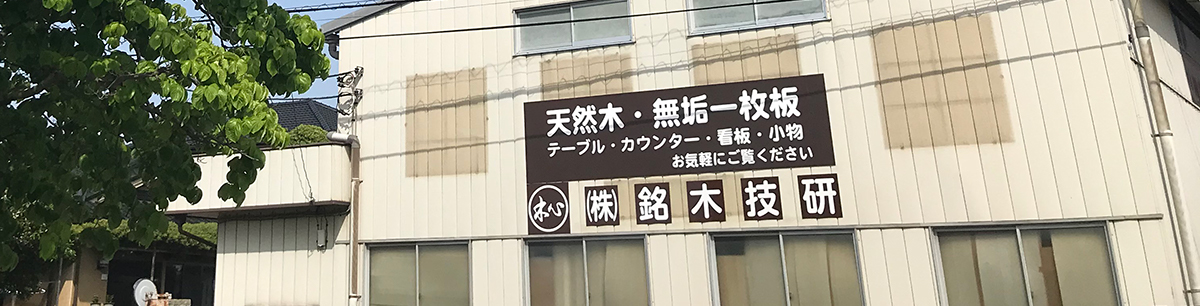 天然木・無垢一枚板
テーブル・カウンター・看板・小物
お気軽にご覧ください
木心 ㈱銘木技研